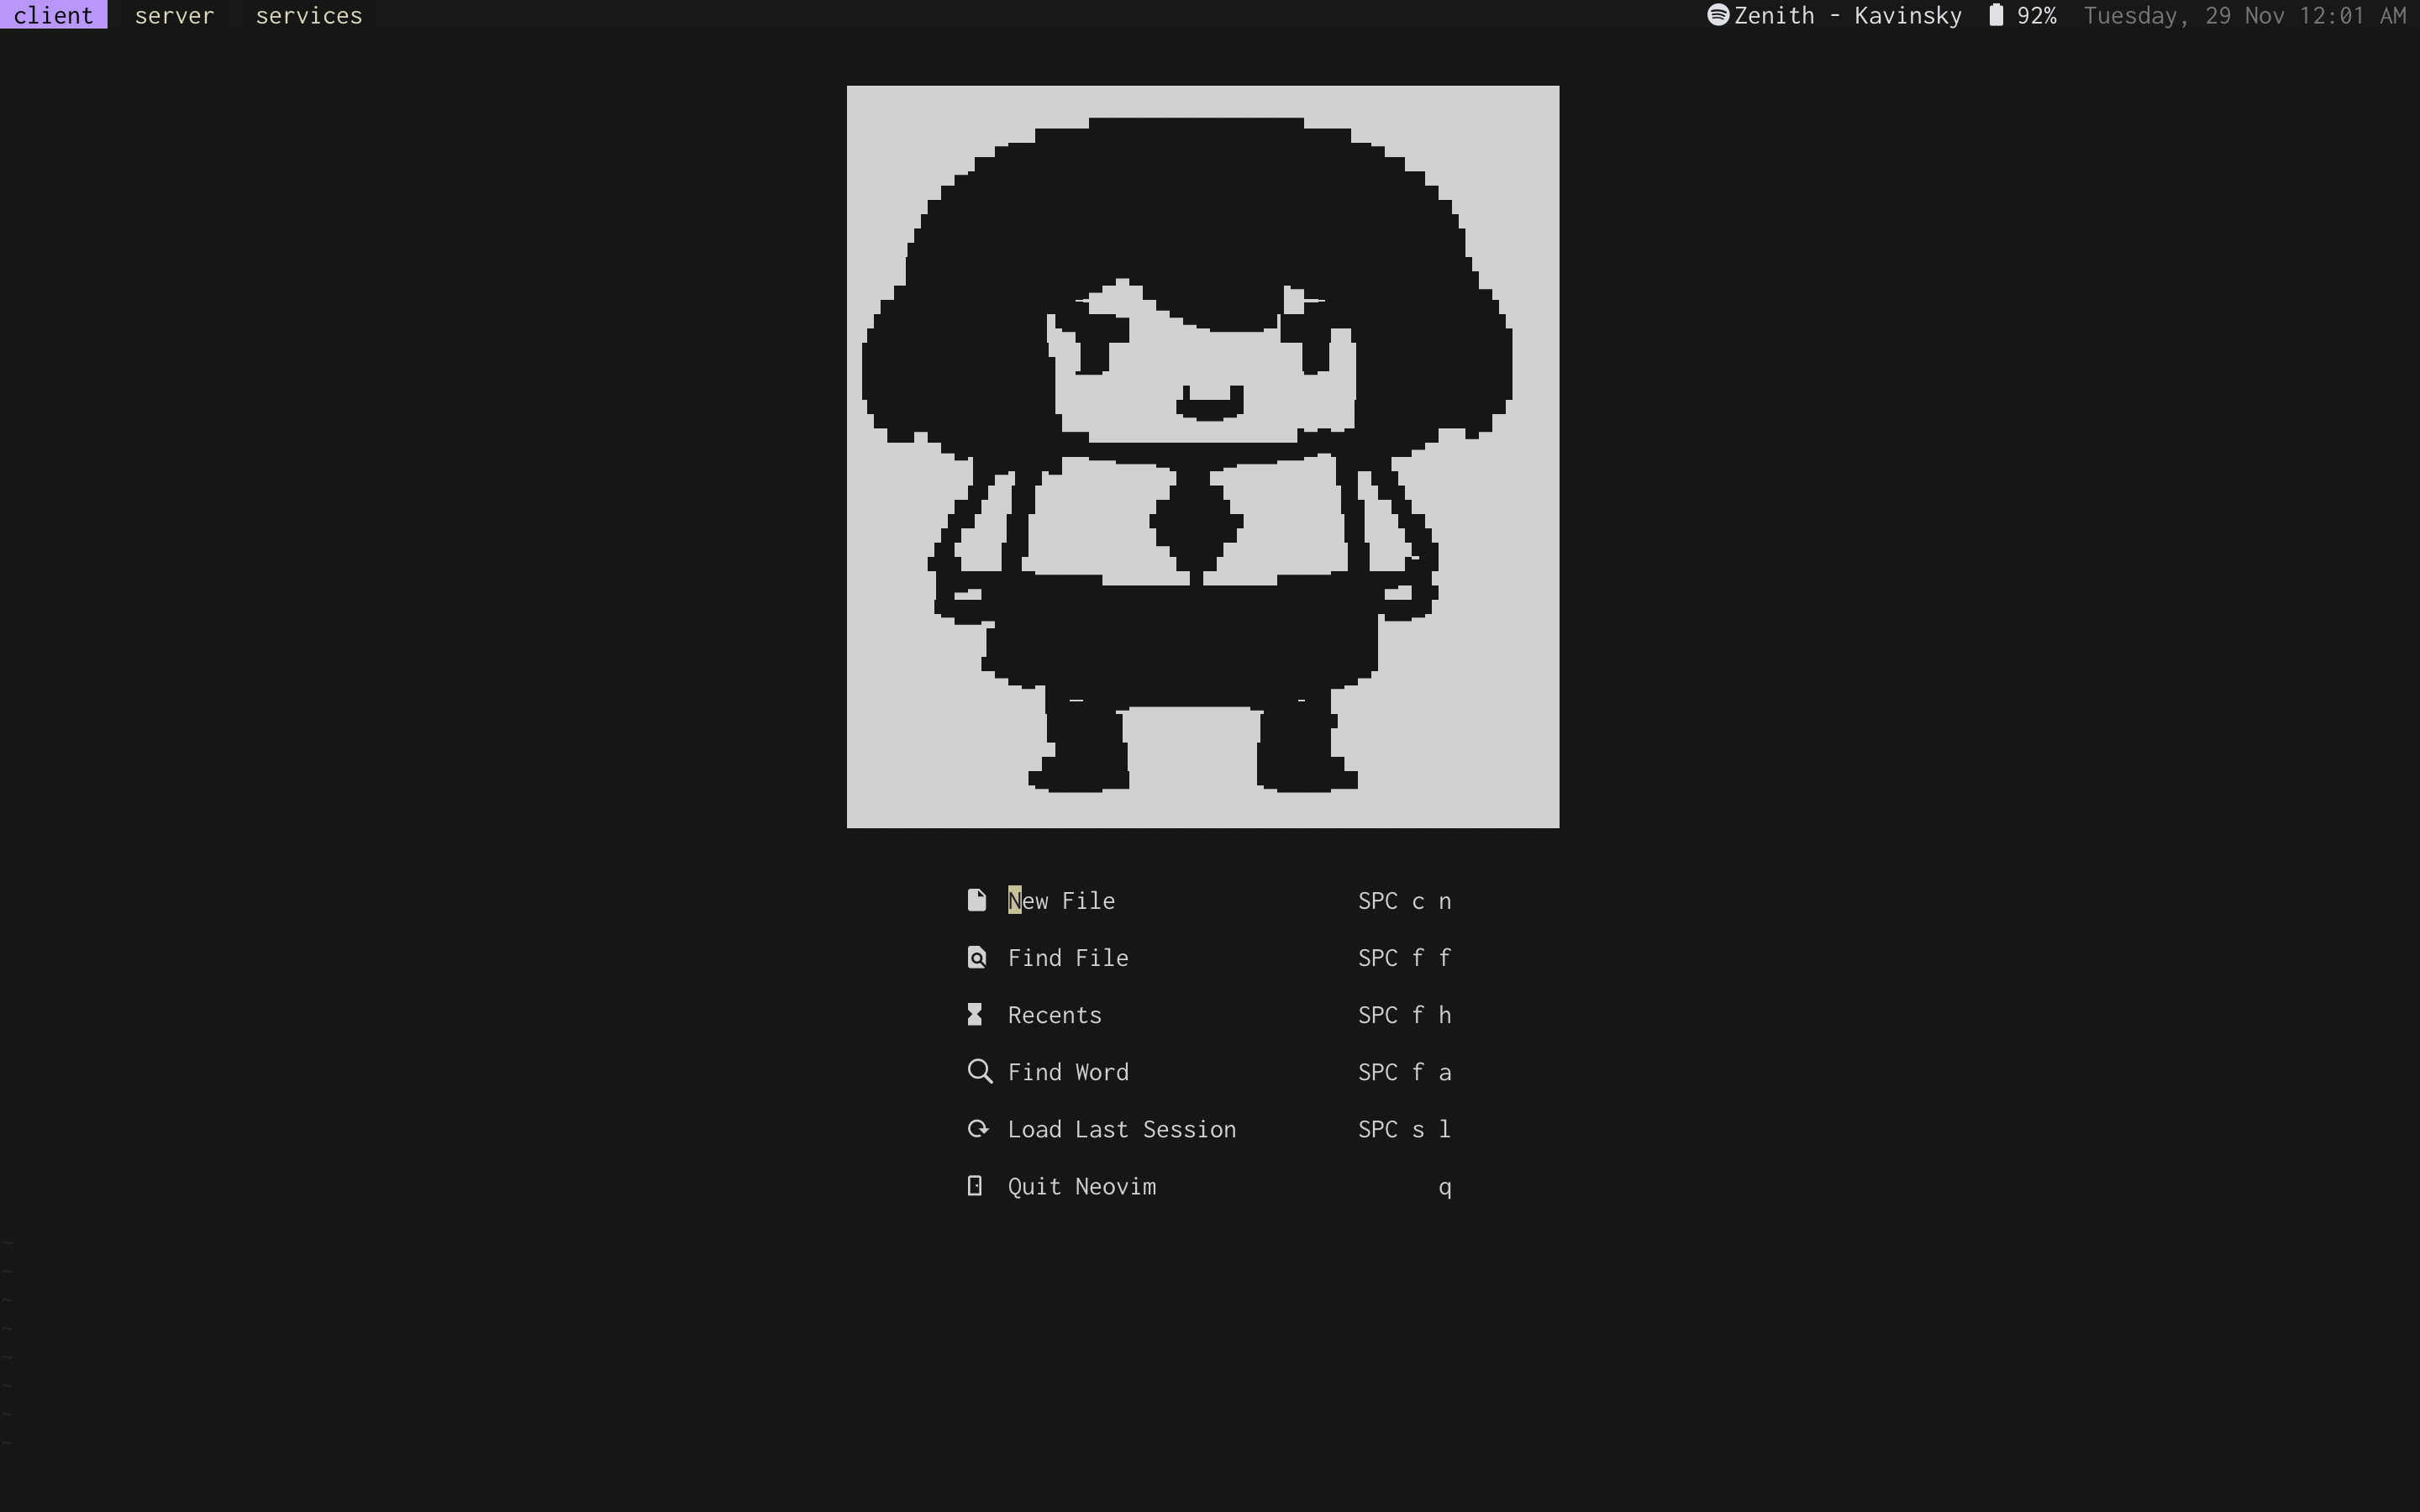 client server services Zenith - Kavinsky 92% Tuesday, 29 Nov 12:01 AM
New File SPC c n
Find File SPC f f
Recents SPC f h
Find Word SPC f a
Load Last Session SPC s l
Quit Neovim q
~
~
~
~
~
~
~
~